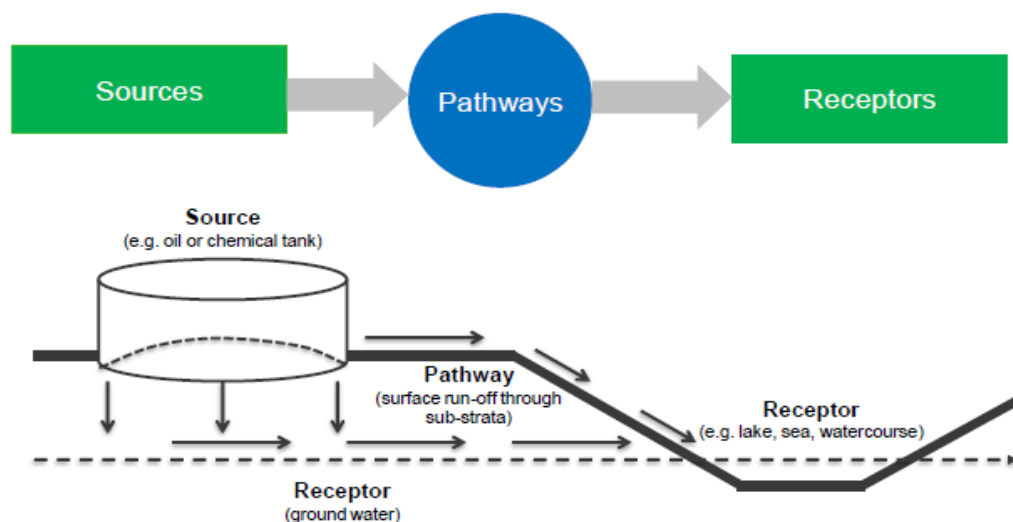 Sources
Pathways
Receptors
Source
(e.g. oil or chemical tank)
Pathway
(surface run-off through
sub-strata)
Receptor
(e.g. lake, sea, watercourse)
Receptor
(ground water)